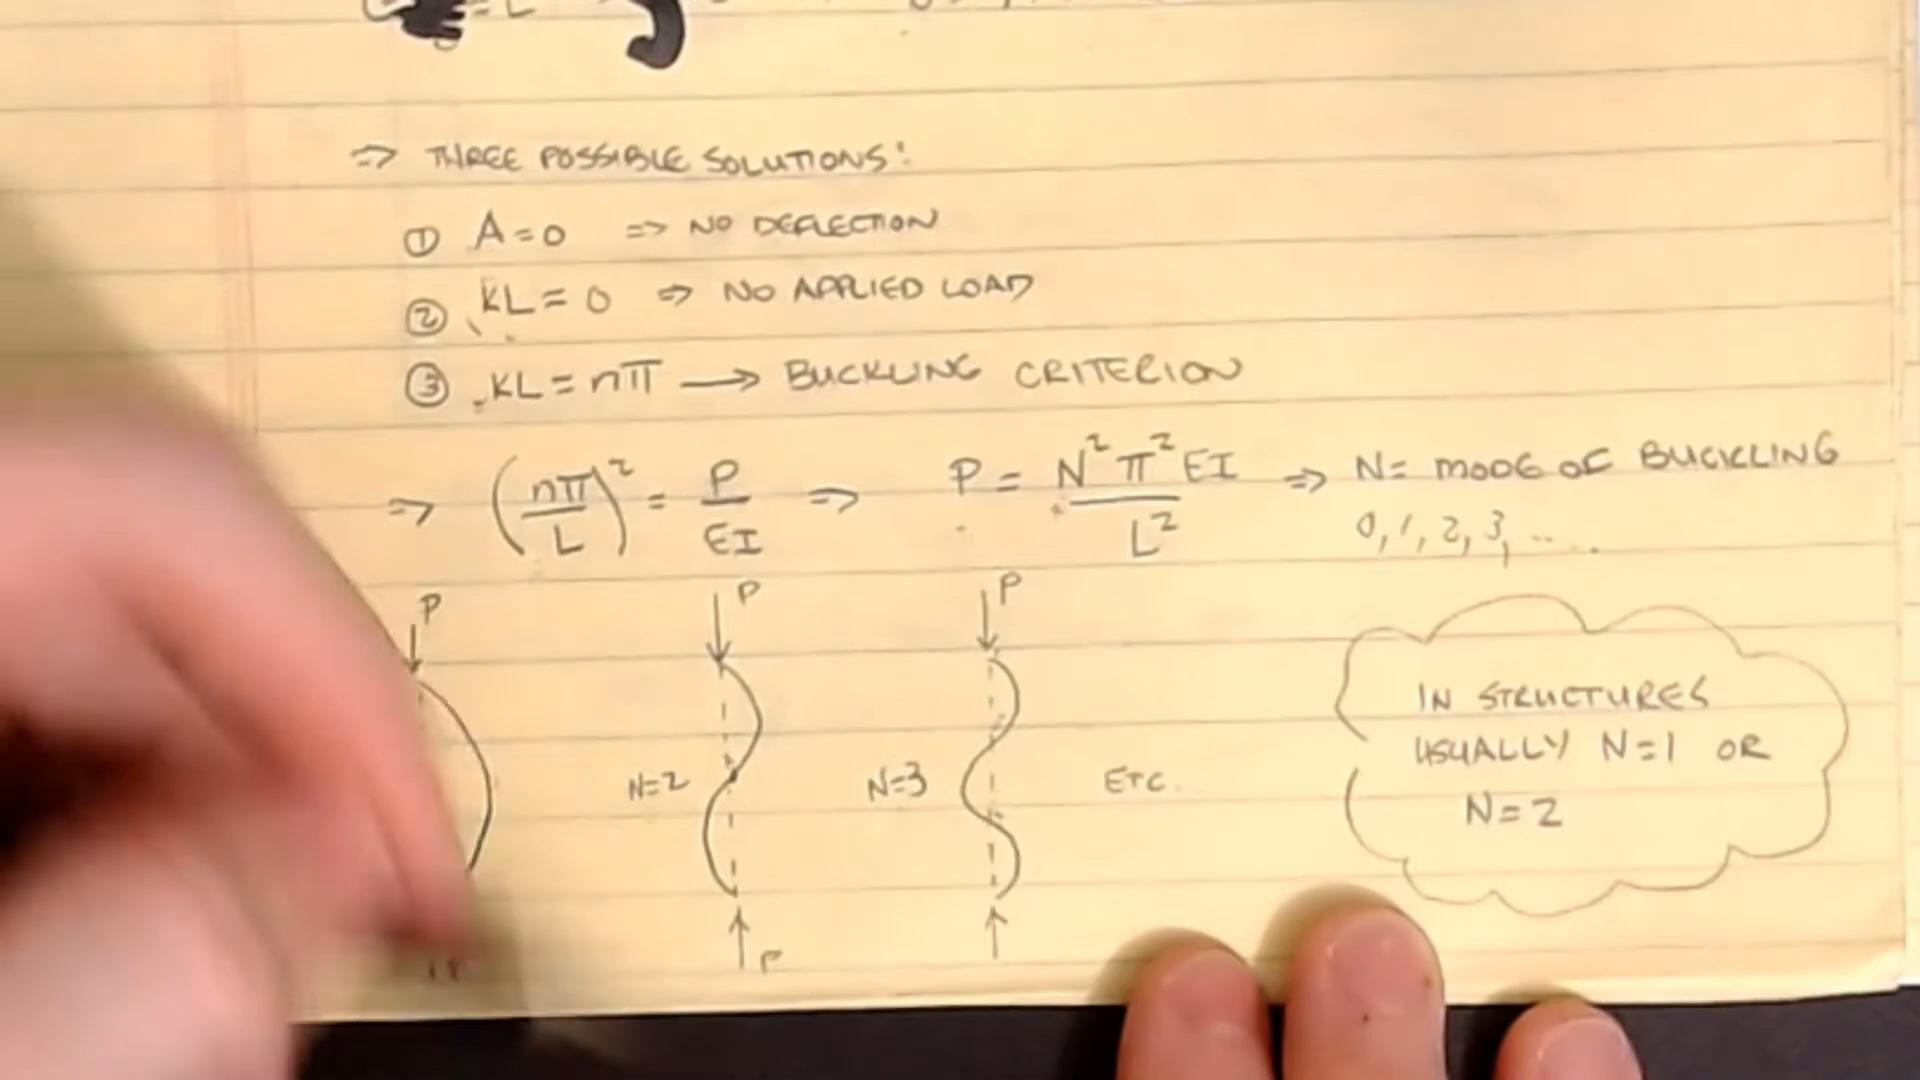 = L
⇒ THREE POSSIBLE SOLUTIONS:
① A=0 ⇒ NO DEFLECTION
② KL=0 ⇒ NO APPLIED LOAD
③ KL=nπ → BUCKLING CRITERION
⇒ (nπ/L)² = P/EI ⇒ P = N²π²EI/L² ⇒ N= MODE OF BUCKLING
0, 1, 2, 3, .....
P P P
IN STRUCTURES
USUALLY N=1 OR
N=2
N=2 N=3 ETC.
P